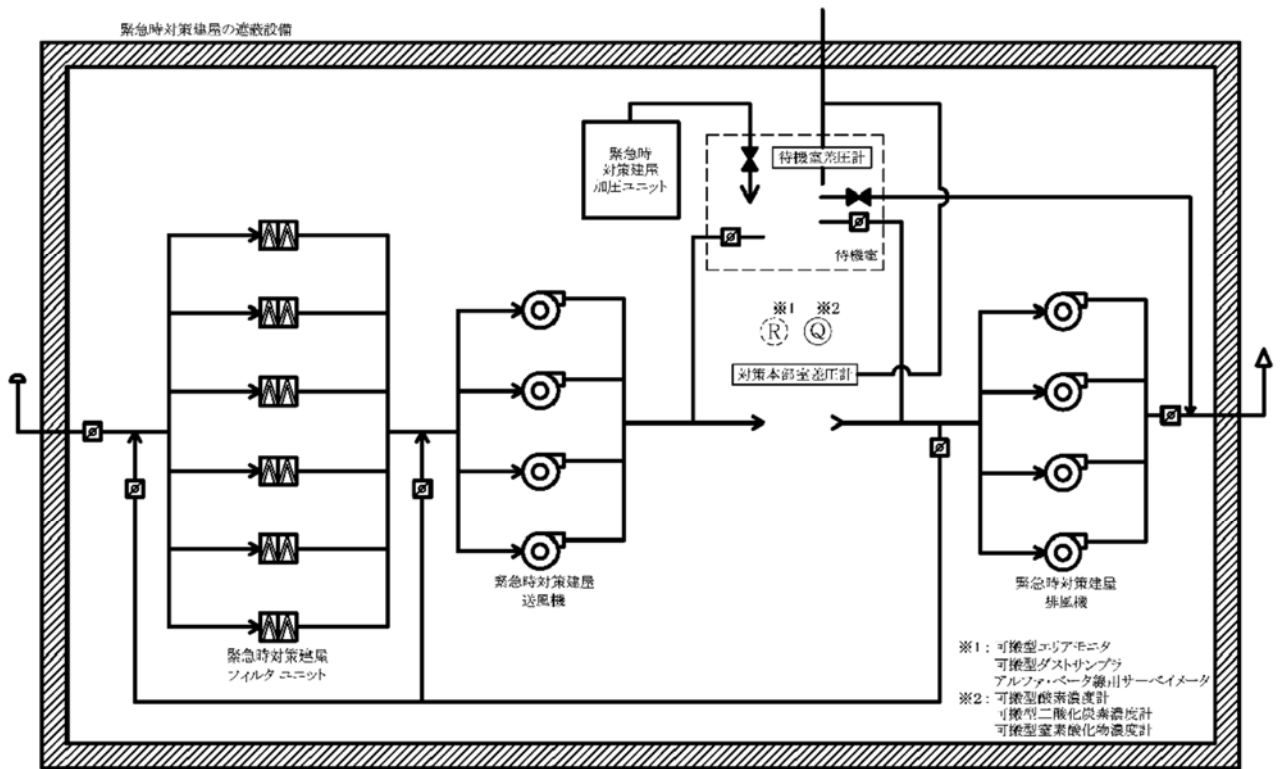 緊急時対策建屋の遮蔽設備
緊急時
対策建屋
加圧ユニット
待機室差圧計
待機室
※1
※2
R
Q
対策本部室差圧計
緊急時対策建屋
送風機
緊急時対策建屋
排風機
緊急時対策建屋
フィルタユニット
※1：可搬型エリアモニタ
可搬型ダストサンプラ
アルファ・ベータ線用サーベイメータ
※2：可搬型酸素濃度計
可搬型二酸化炭素濃度計
可搬型窒素酸化物濃度計